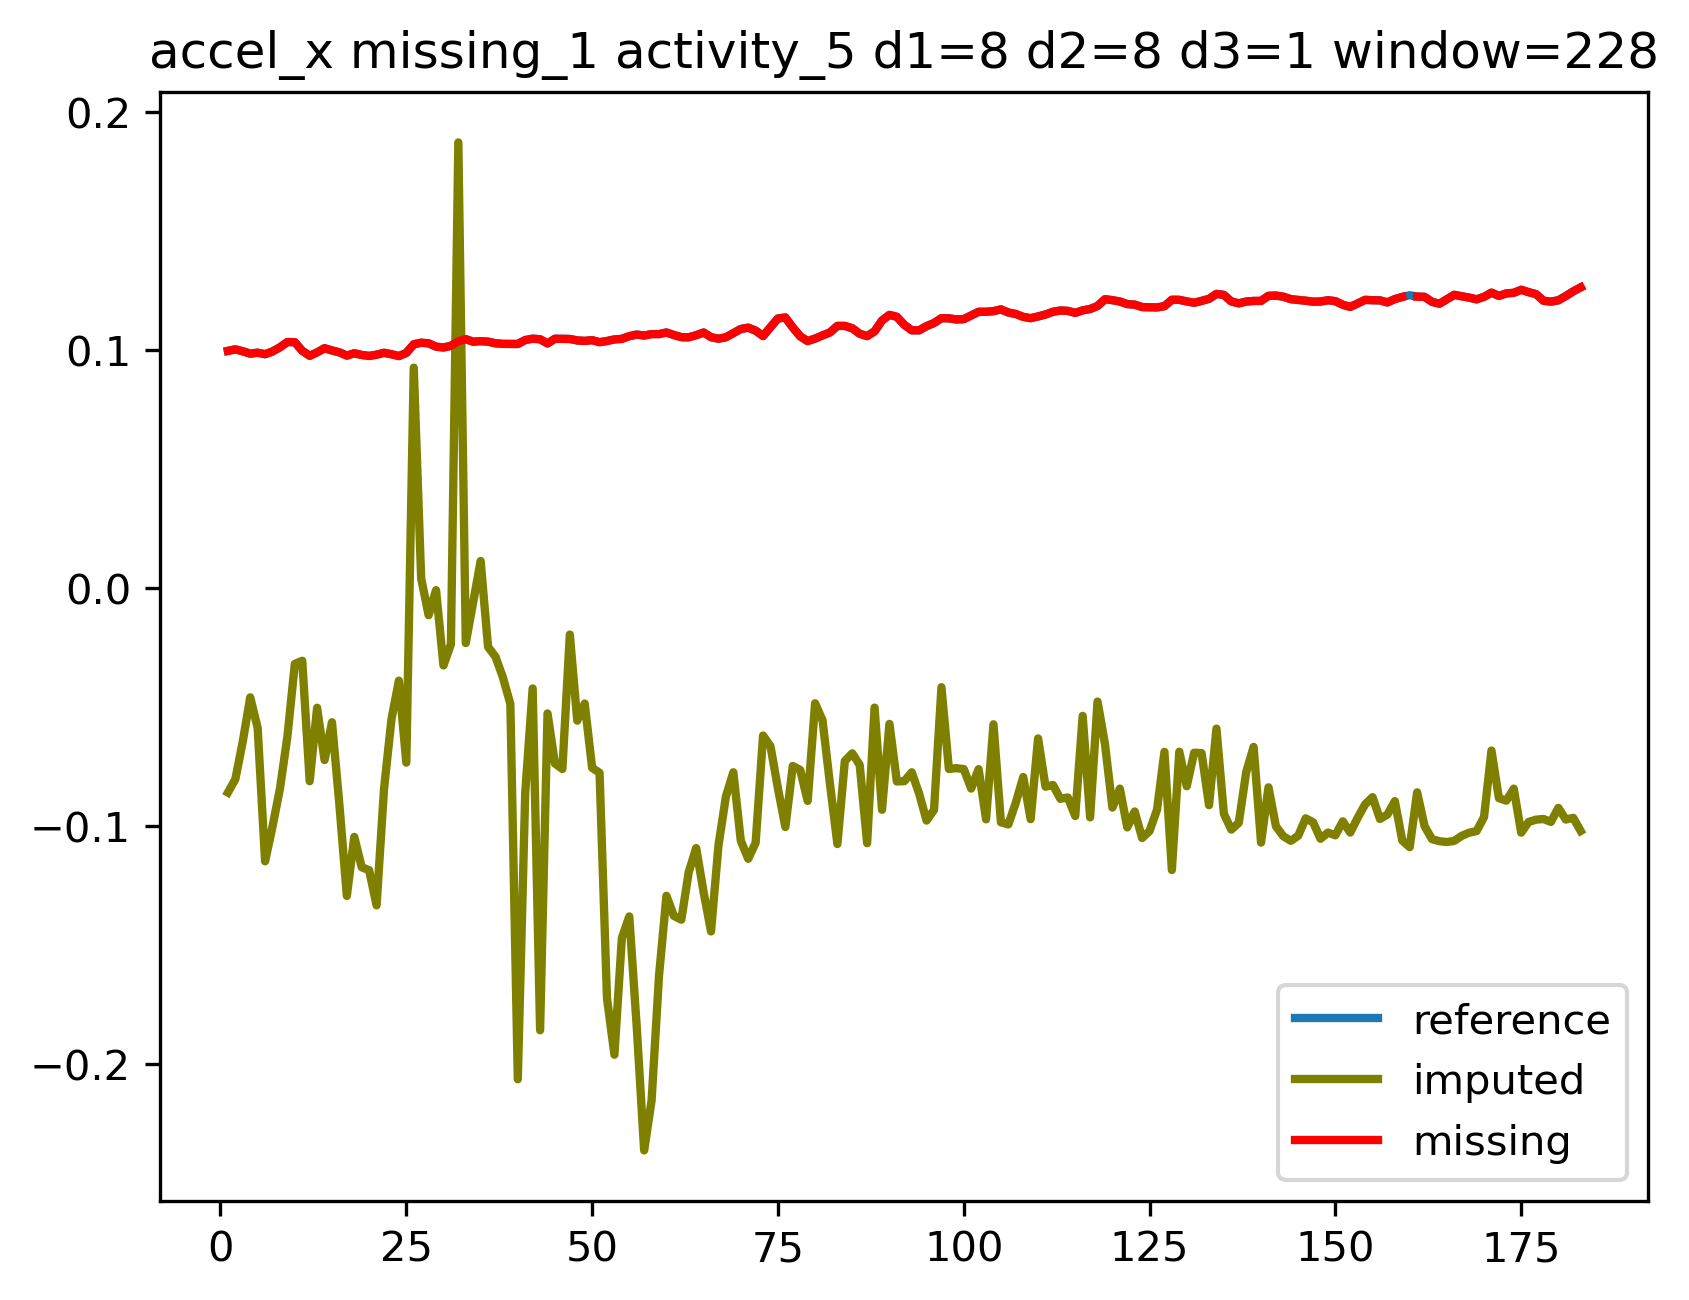 accel_x missing_1 activity_5 d1=8 d2=8 d3=1 window=228
0.2
0.1
0.0
−0.1
−0.2
reference
imputed
missing
0 25 50 75 100 125 150 175